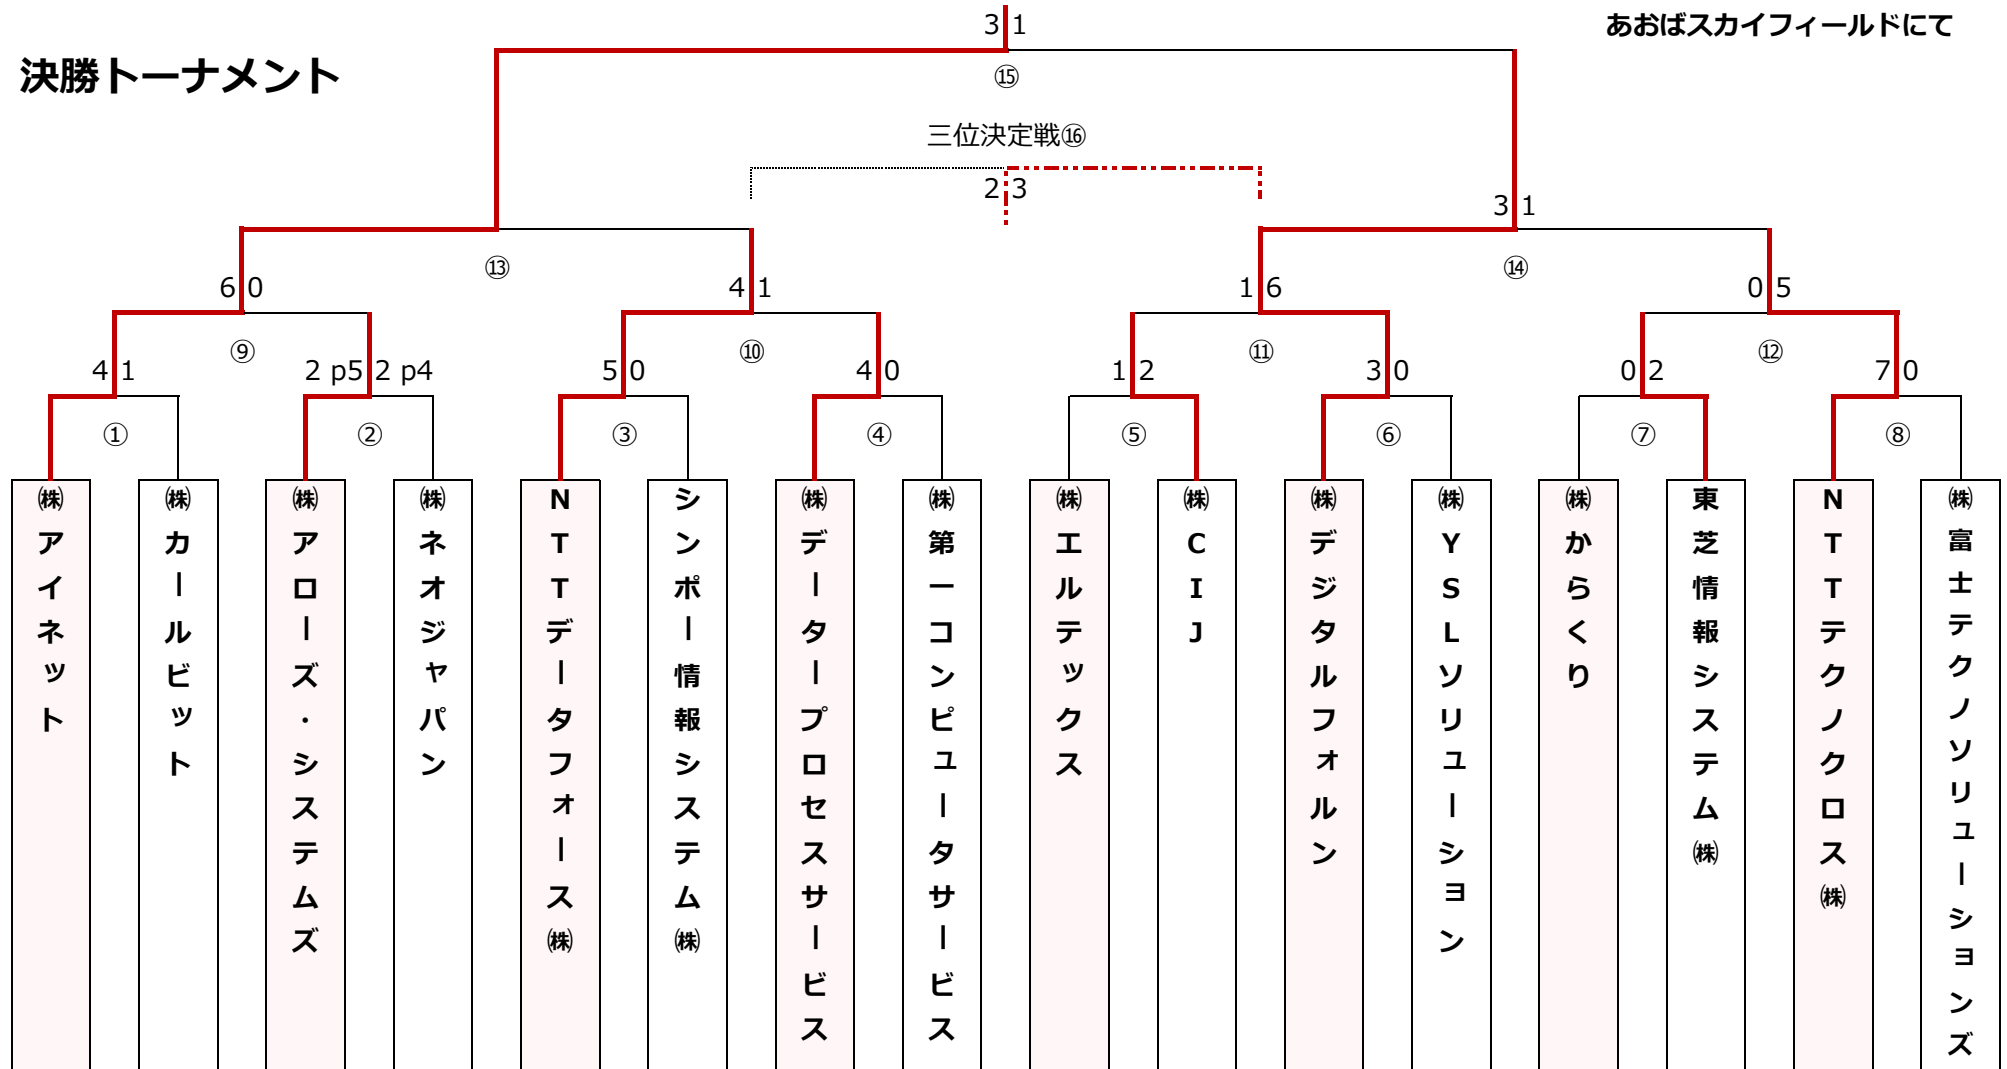 あおばスカイフィールドにて
決勝トーナメント
3 1
⑮
三位決定戦⑯
2 3
3 1
⑬
⑭
6 0
4 1
1 6
0 5
⑨
⑩
⑪
⑫
4 1
2 p5 2 p4
5 0
4 0
1 2
3 0
0 2
7 0
①
②
③
④
⑤
⑥
⑦
⑧
㈱アイネット
㈱カールビット
㈱アローズ・システムズ
㈱ネオジャパン
NTTデータフォース㈱
シンポー情報システム㈱
㈱データープロセスサービス
㈱第一コンピュータサービス
㈱エルテックス
㈱CIJ
㈱デジタルフォルン
㈱YSLソリューション
㈱からくり
東芝情報システム㈱
NTTテクノクロス㈱
㈱富士テクノソリューションズ